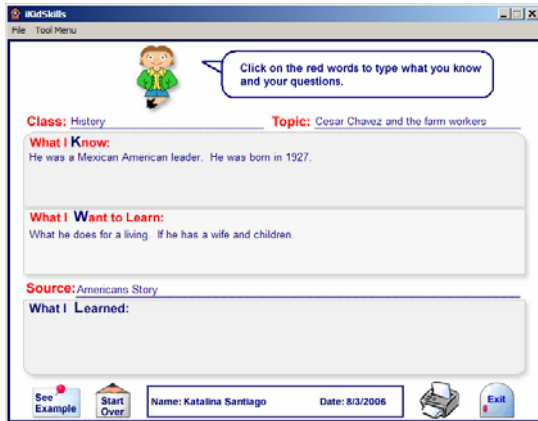 iKidSkills
File Tool Menu
Click on the red words to type what you know
and your questions.
Class: History Topic: Cesar Chavez and the farm workers
What I Know:
He was a Mexican American leader. He was born in 1927.
What I Want to Learn:
What he does for a living. If he has a wife and children.
Source: Americans Story
What I Learned:
See
Example
Start
Over
Name: Katalina Santiago Date: 8/3/2006
Exit